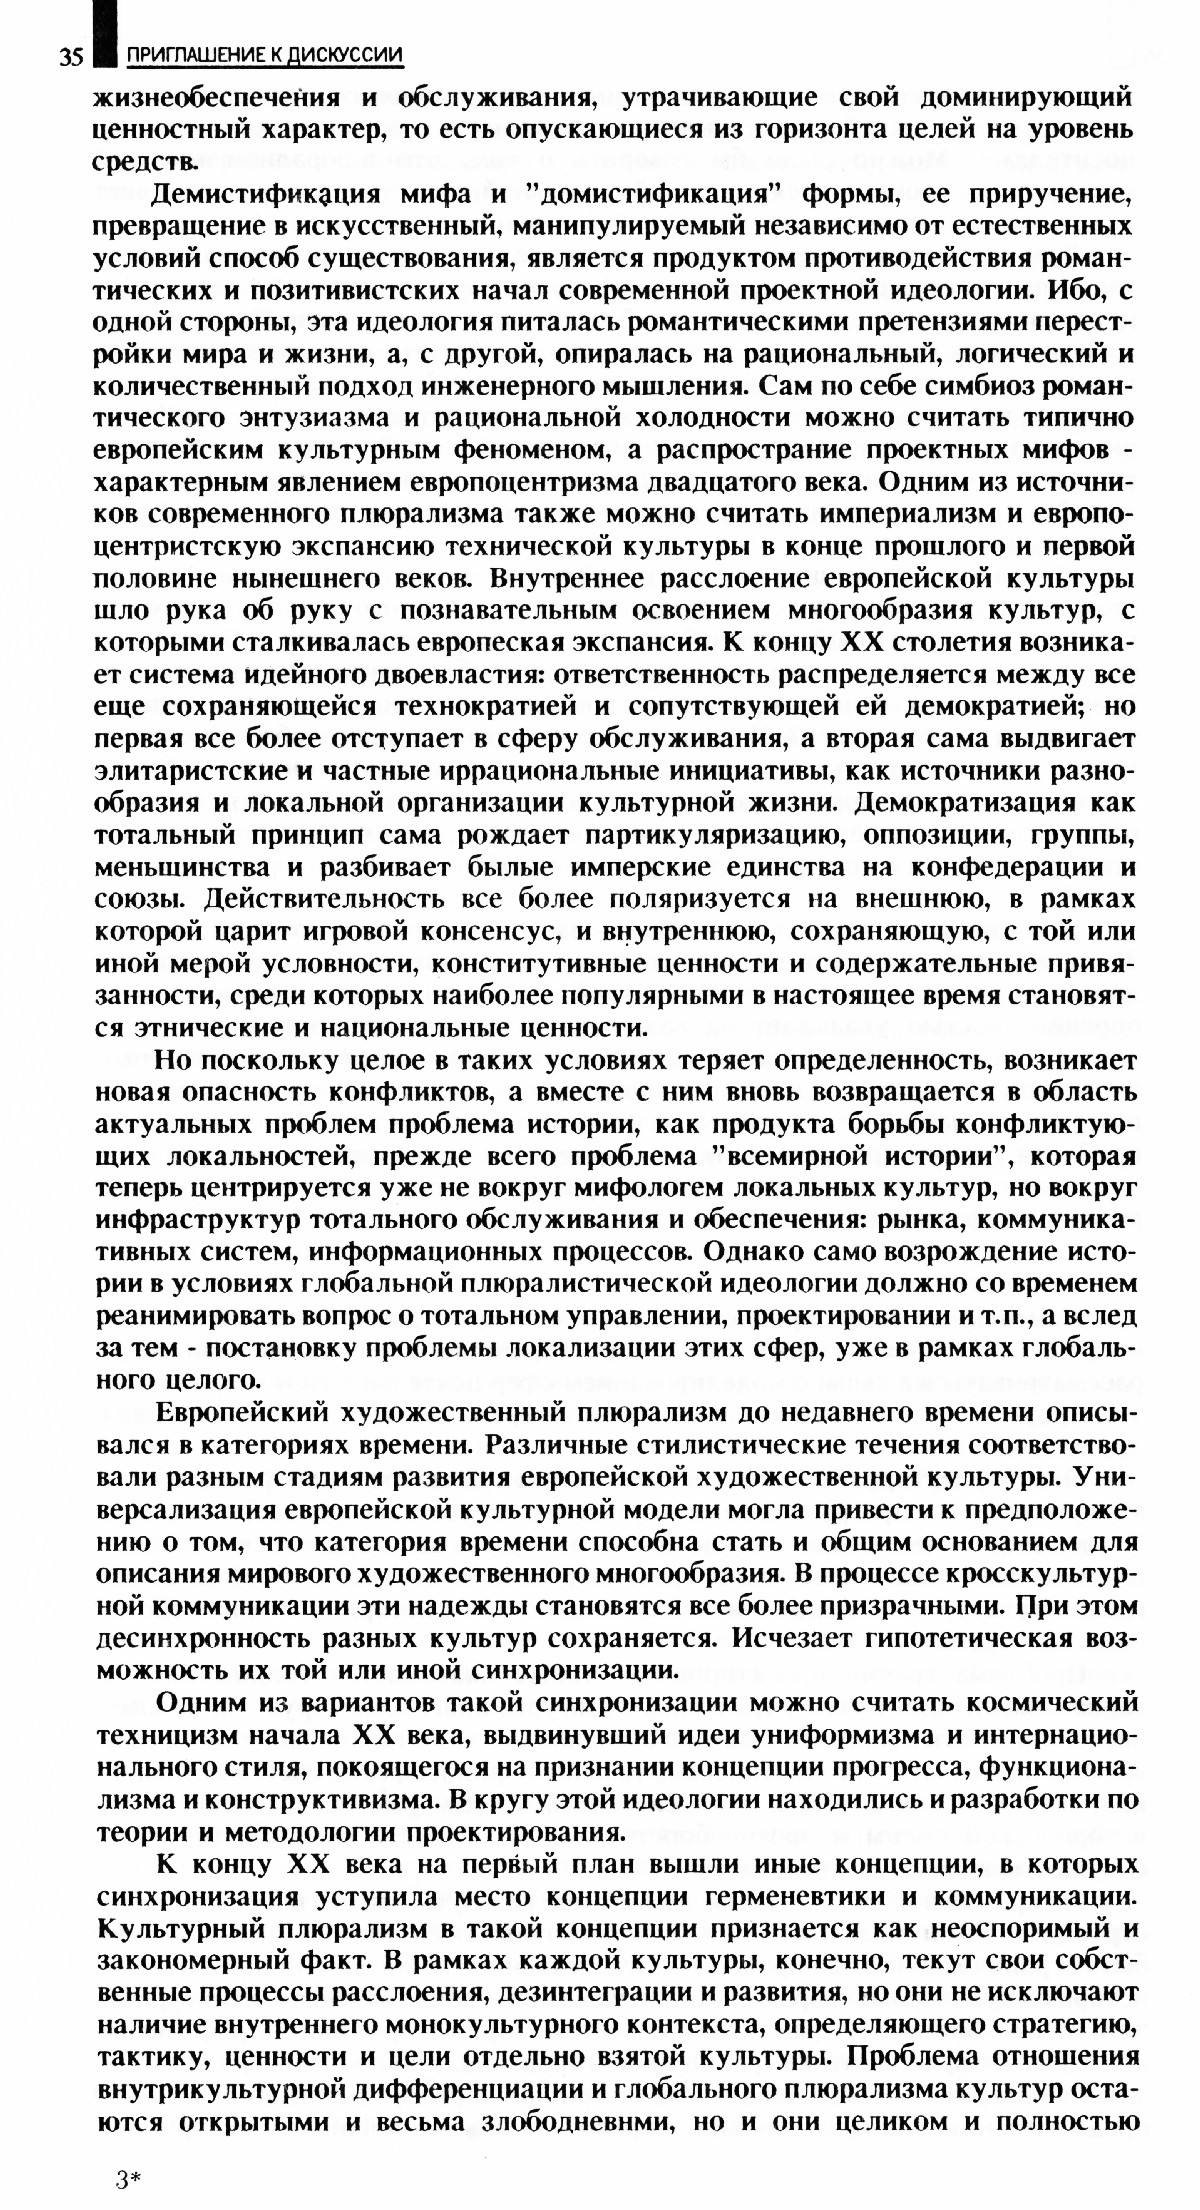 35 ПРИГЛАШЕНИЕ К ДИСКУССИИ
жизнеобеспечения и обслуживания, утрачивающие свой доминирующий
ценностный характер, то есть опускающиеся из горизонта целей на уровень
средств.
Демистификация мифа и ”домистификация” формы, ее приручение,
превращение в искусственный, манипулируемый независимо от естественных
условий способ существования, является продуктом противодействия роман-
тических и позитивистских начал современной проектной идеологии. Ибо, с
одной стороны, эта идеология питалась романтическими претензиями перест-
ройки мира и жизни, а, с другой, опиралась на рациональный, логический и
количественный подход инженерного мышления. Сам по себе симбиоз роман-
тического энтузиазма и рациональной холодности можно считать типично
европейским культурным феноменом, а распространие проектных мифов -
характерным явлением европоцентризма двадцатого века. Одним из источни-
ков современного плюрализма также можно считать империализм и европо-
центристскую экспансию технической культуры в конце прошлого и первой
половине нынешнего веков. Внутреннее расслоение европейской культуры
шло рука об руку с познавательным освоением многообразия культур, с
которыми сталкивалась европеская экспансия. К концу XX столетия возника-
ет система идейного двоевластия: ответственность распределяется между все
еще сохраняющейся технократией и сопутствующей ей демократией; но
первая все более отступает в сферу обслуживания, а вторая сама выдвигает
элитаристские и частные иррациональные инициативы, как источники разно-
образия и локальной организации культурной жизни. Демократизация как
тотальный принцип сама рождает партикуляризацию, оппозиции, группы,
меньшинства и разбивает былые имперские единства на конфедерации и
союзы. Действительность все более поляризуется на внешнюю, в рамках
которой царит игровой консенсус, и внутреннюю, сохраняющую, с той или
иной мерой условности, конститутивные ценности и содержательные привя-
занности, среди которых наиболее популярными в настоящее время становят-
ся этнические и национальные ценности.
Но поскольку целое в таких условиях теряет определенность, возникает
новая опасность конфликтов, а вместе с ним вновь возвращается в область
актуальных проблем проблема истории, как продукта борьбы конфликтую-
щих локальностей, прежде всего проблема ”всемирной истории”, которая
теперь центрируется уже не вокруг мифологем локальных культур, но вокруг
инфраструктур тотального обслуживания и обеспечения: рынка, коммуника-
тивных систем, информационных процессов. Однако само возрождение исто-
рии в условиях глобальной плюралистической идеологии должно со временем
реанимировать вопрос о тотальном управлении, проектировании и т.п., а вслед
за тем - постановку проблемы локализации этих сфер, уже в рамках глобаль-
ного целого.
Европейский художественный плюрализм до недавнего времени описы-
вался в категориях времени. Различные стилистические течения соответство-
вали разным стадиям развития европейской художественной культуры. Уни-
версализация европейской культурной модели могла привести к предположе-
нию о том, что категория времени способна стать и общим основанием для
описания мирового художественного многообразия. В процессе кросскультур-
ной коммуникации эти надежды становятся все более призрачными. При этом
десинхронность разных культур сохраняется. Исчезает гипотетическая воз-
можность их той или иной синхронизации.
Одним из вариантов такой синхронизации можно считать космический
техницизм начала XX века, выдвинувший идеи униформизма и интернацио-
нального стиля, покоящегося на признании концепции прогресса, функциона-
лизма и конструктивизма. В кругу этой идеологии находились и разработки по
теории и методологии проектирования.
К концу XX века на первый план вышли иные концепции, в которых
синхронизация уступила место концепции герменевтики и коммуникации.
Культурный плюрализм в такой концепции признается как неоспоримый и
закономерный факт. В рамках каждой культуры, конечно, текут свои собст-
венные процессы расслоения, дезинтеграции и развития, но они не исключают
наличие внутреннего монокультурного контекста, определяющего стратегию,
тактику, ценности и цели отдельно взятой культуры. Проблема отношения
внутрикультурной дифференциации и глобального плюрализма культур оста-
ются открытыми и весьма злободневнми, но и они целиком и полностью
3*